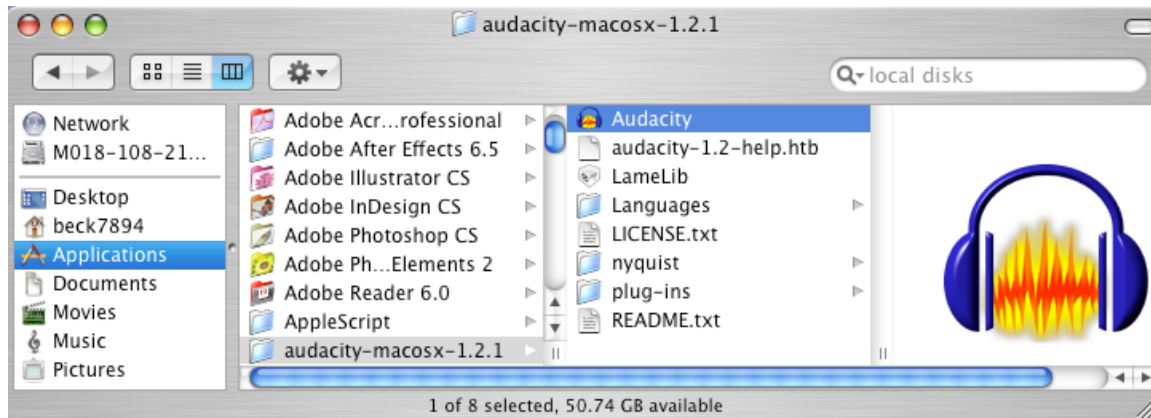 audacity-macosx-1.2.1
local disks
Network
M018-108-21...
Desktop
beck7894
Applications
Documents
Movies
Music
Pictures
Adobe Acr...rofessional
Adobe After Effects 6.5
Adobe Illustrator CS
Adobe InDesign CS
Adobe Photoshop CS
Adobe Ph...Elements 2
Adobe Reader 6.0
AppleScript
audacity-macosx-1.2.1
Audacity
audacity-1.2-help.htb
LameLib
Languages
LICENSE.txt
nyquist
plug-ins
README.txt
1 of 8 selected, 50.74 GB available